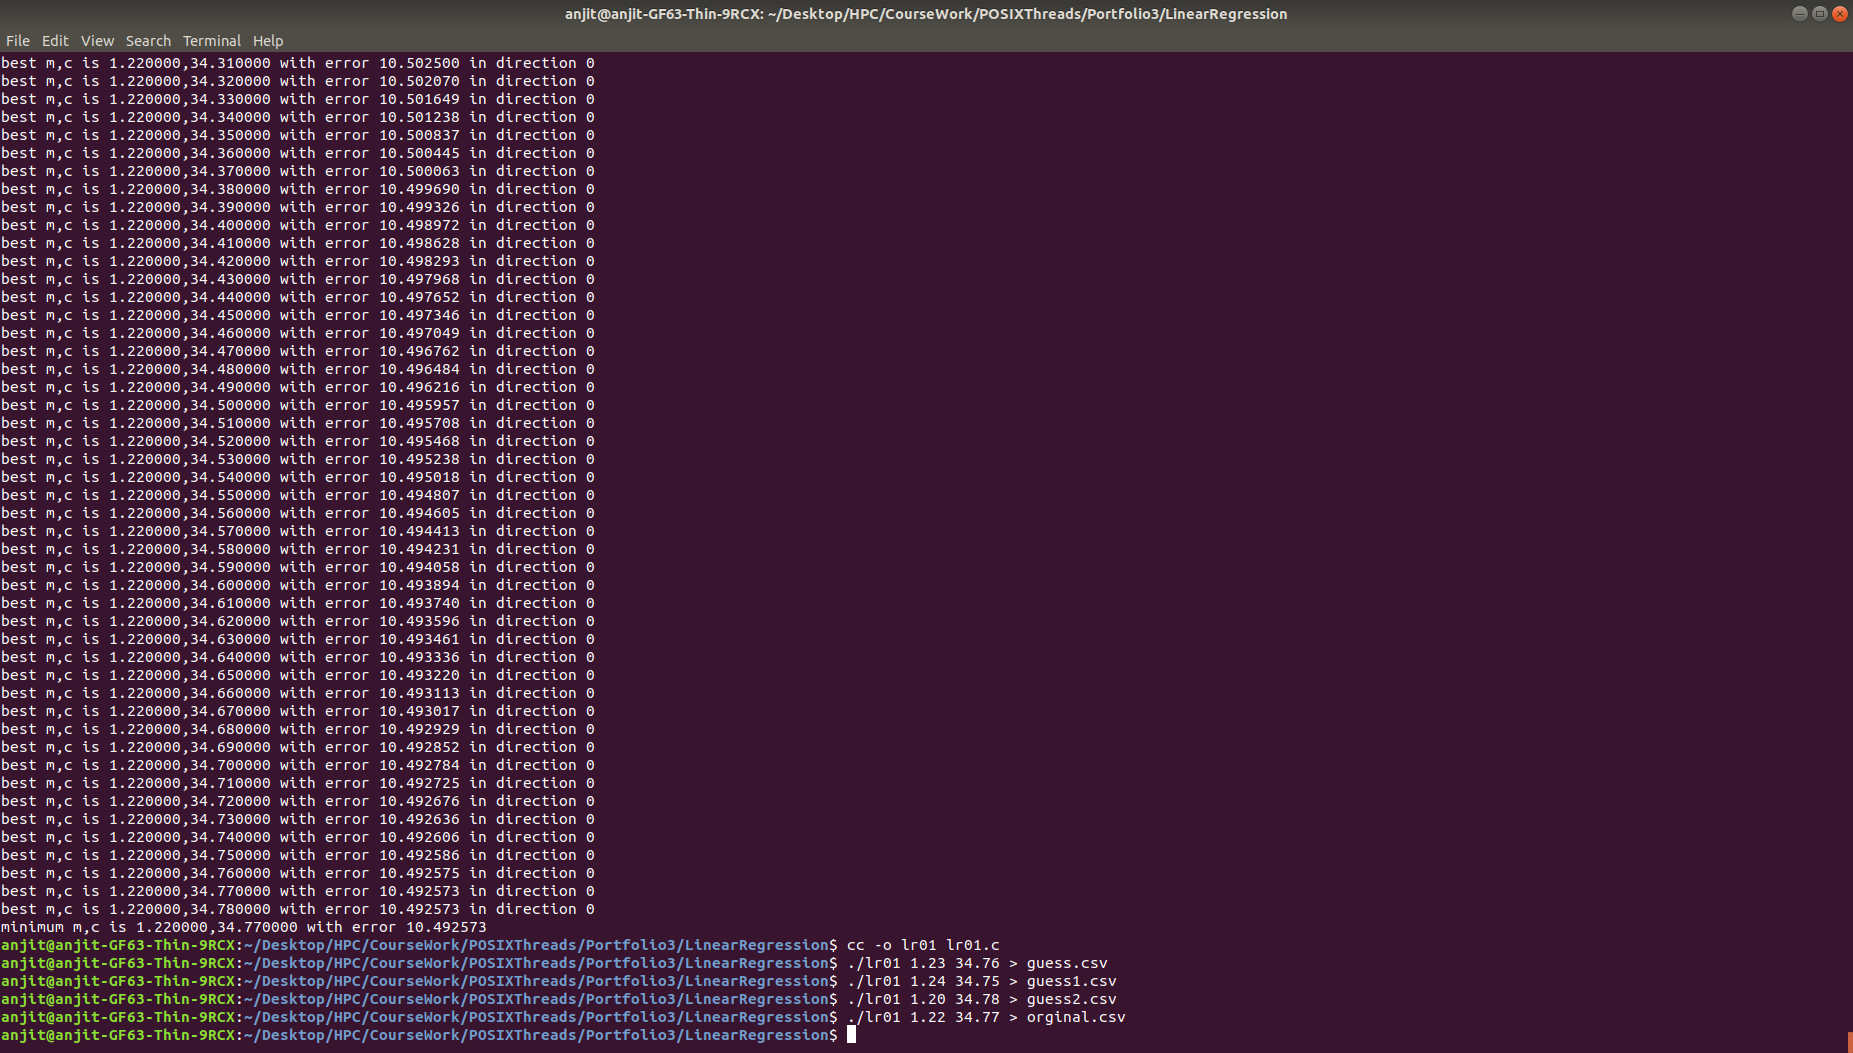 anjit@anjit-GF63-Thin-9RCX: ~/Desktop/HPC/CourseWork/POSIXThreads/Portfolio3/LinearRegression
File Edit View Search Terminal Help
best m,c is 1.220000,34.310000 with error 10.502500 in direction 0
best m,c is 1.220000,34.320000 with error 10.502070 in direction 0
best m,c is 1.220000,34.330000 with error 10.501649 in direction 0
best m,c is 1.220000,34.340000 with error 10.501238 in direction 0
best m,c is 1.220000,34.350000 with error 10.500837 in direction 0
best m,c is 1.220000,34.360000 with error 10.500445 in direction 0
best m,c is 1.220000,34.370000 with error 10.500063 in direction 0
best m,c is 1.220000,34.380000 with error 10.499690 in direction 0
best m,c is 1.220000,34.390000 with error 10.499326 in direction 0
best m,c is 1.220000,34.400000 with error 10.498972 in direction 0
best m,c is 1.220000,34.410000 with error 10.498628 in direction 0
best m,c is 1.220000,34.420000 with error 10.498293 in direction 0
best m,c is 1.220000,34.430000 with error 10.497968 in direction 0
best m,c is 1.220000,34.440000 with error 10.497652 in direction 0
best m,c is 1.220000,34.450000 with error 10.497346 in direction 0
best m,c is 1.220000,34.460000 with error 10.497049 in direction 0
best m,c is 1.220000,34.470000 with error 10.496762 in direction 0
best m,c is 1.220000,34.480000 with error 10.496484 in direction 0
best m,c is 1.220000,34.490000 with error 10.496216 in direction 0
best m,c is 1.220000,34.500000 with error 10.495957 in direction 0
best m,c is 1.220000,34.510000 with error 10.495708 in direction 0
best m,c is 1.220000,34.520000 with error 10.495468 in direction 0
best m,c is 1.220000,34.530000 with error 10.495238 in direction 0
best m,c is 1.220000,34.540000 with error 10.495018 in direction 0
best m,c is 1.220000,34.550000 with error 10.494807 in direction 0
best m,c is 1.220000,34.560000 with error 10.494605 in direction 0
best m,c is 1.220000,34.570000 with error 10.494413 in direction 0
best m,c is 1.220000,34.580000 with error 10.494231 in direction 0
best m,c is 1.220000,34.590000 with error 10.494058 in direction 0
best m,c is 1.220000,34.600000 with error 10.493894 in direction 0
best m,c is 1.220000,34.610000 with error 10.493740 in direction 0
best m,c is 1.220000,34.620000 with error 10.493596 in direction 0
best m,c is 1.220000,34.630000 with error 10.493461 in direction 0
best m,c is 1.220000,34.640000 with error 10.493336 in direction 0
best m,c is 1.220000,34.650000 with error 10.493220 in direction 0
best m,c is 1.220000,34.660000 with error 10.493113 in direction 0
best m,c is 1.220000,34.670000 with error 10.493017 in direction 0
best m,c is 1.220000,34.680000 with error 10.492929 in direction 0
best m,c is 1.220000,34.690000 with error 10.492852 in direction 0
best m,c is 1.220000,34.700000 with error 10.492784 in direction 0
best m,c is 1.220000,34.710000 with error 10.492725 in direction 0
best m,c is 1.220000,34.720000 with error 10.492676 in direction 0
best m,c is 1.220000,34.730000 with error 10.492636 in direction 0
best m,c is 1.220000,34.740000 with error 10.492606 in direction 0
best m,c is 1.220000,34.750000 with error 10.492586 in direction 0
best m,c is 1.220000,34.760000 with error 10.492575 in direction 0
best m,c is 1.220000,34.770000 with error 10.492573 in direction 0
best m,c is 1.220000,34.780000 with error 10.492573 in direction 0
minimum m,c is 1.220000,34.770000 with error 10.492573
anjit@anjit-GF63-Thin-9RCX:~/Desktop/HPC/CourseWork/POSIXThreads/Portfolio3/LinearRegression$ cc -o lr01 lr01.c
anjit@anjit-GF63-Thin-9RCX:~/Desktop/HPC/CourseWork/POSIXThreads/Portfolio3/LinearRegression$ ./lr01 1.23 34.76 > guess.csv
anjit@anjit-GF63-Thin-9RCX:~/Desktop/HPC/CourseWork/POSIXThreads/Portfolio3/LinearRegression$ ./lr01 1.24 34.75 > guess1.csv
anjit@anjit-GF63-Thin-9RCX:~/Desktop/HPC/CourseWork/POSIXThreads/Portfolio3/LinearRegression$ ./lr01 1.20 34.78 > guess2.csv
anjit@anjit-GF63-Thin-9RCX:~/Desktop/HPC/CourseWork/POSIXThreads/Portfolio3/LinearRegression$ ./lr01 1.22 34.77 > orginal.csv
anjit@anjit-GF63-Thin-9RCX:~/Desktop/HPC/CourseWork/POSIXThreads/Portfolio3/LinearRegression$